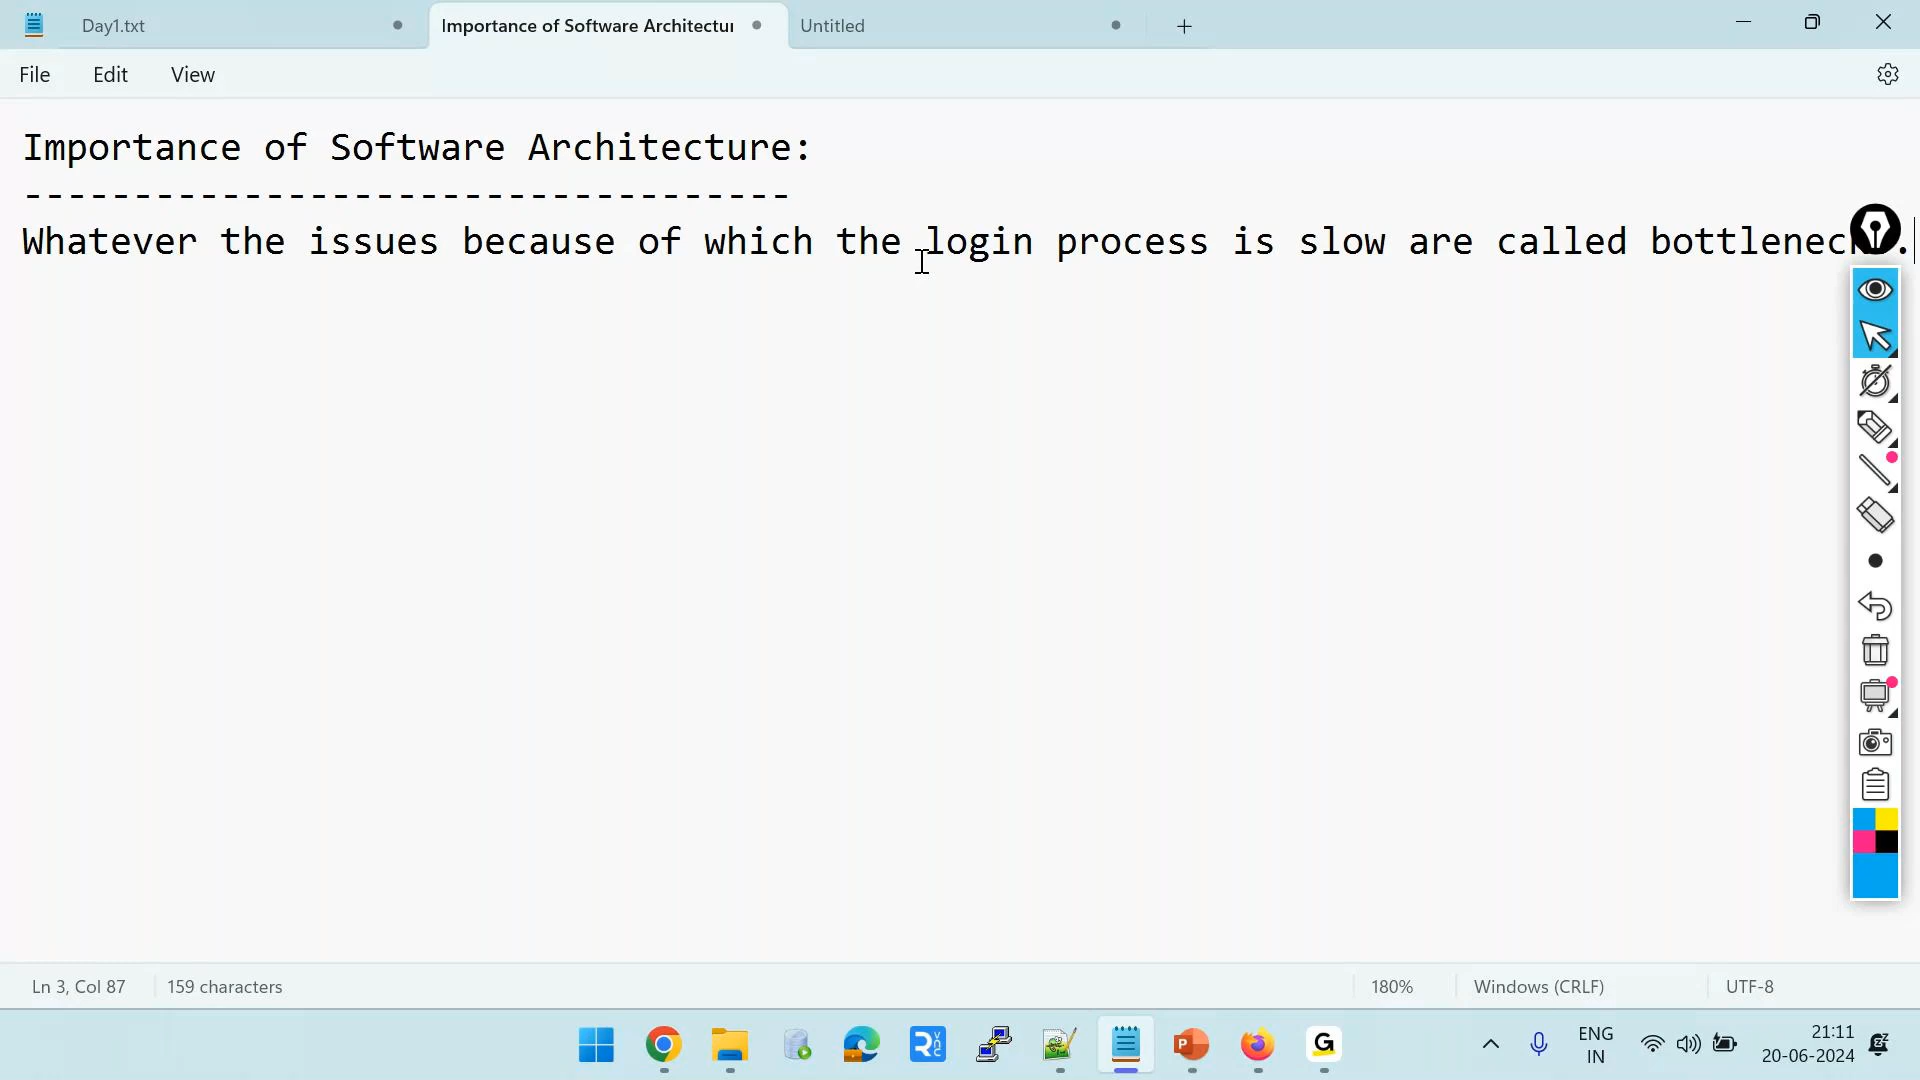 Day1.txt
Importance of Software Architectur
Untitled
File
Edit
View
Importance of Software Architecture:
-----------------------------------
Whatever the issues because of which the login process is slow are called
Ln 3, Col 87
159 characters
180%
Windows (CRLF)
UTF-8
ENG
IN
21:11
20-06-2024